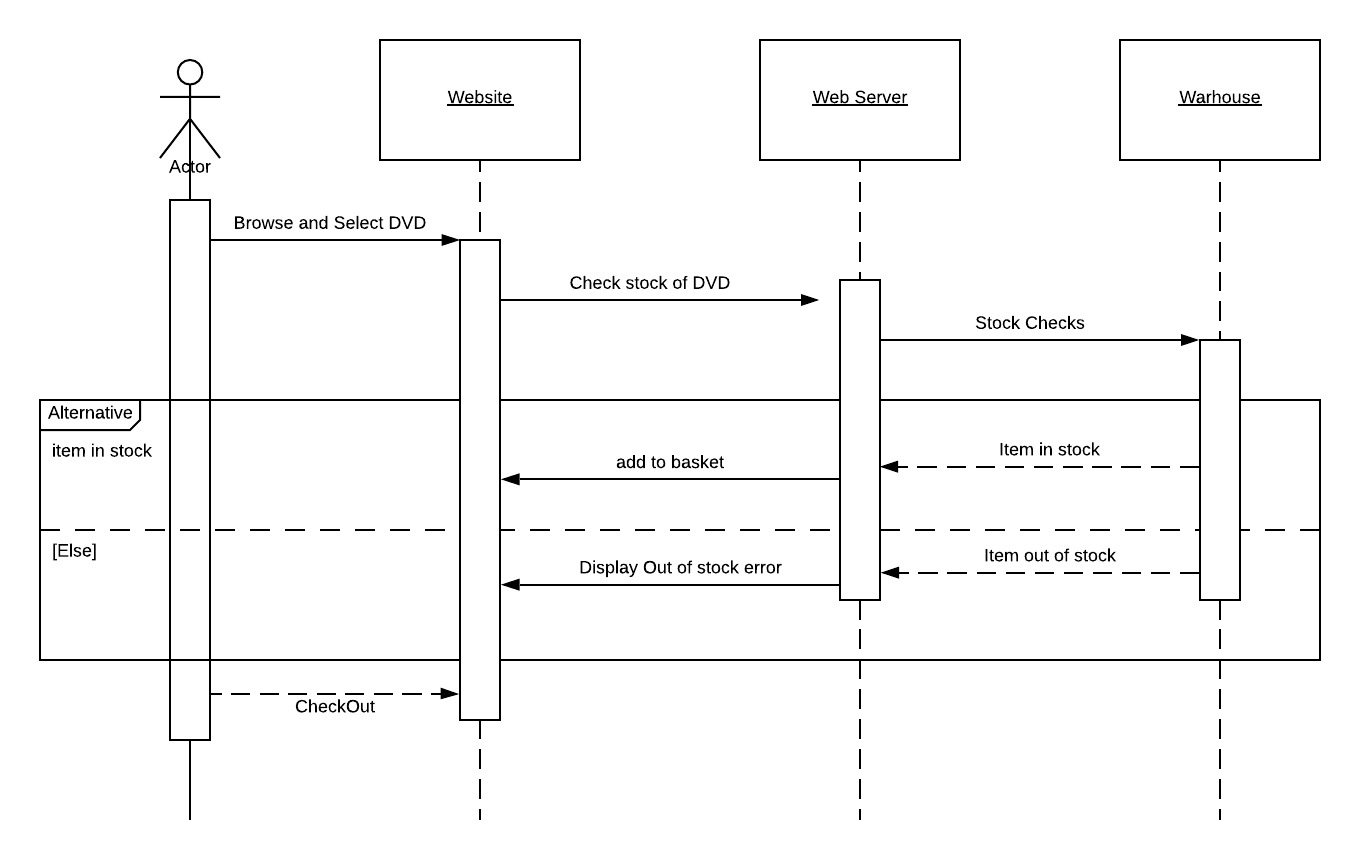 Website
Web Server
Warhouse
Actor
Browse and Select DVD
Check stock of DVD
Stock Checks
Alternative
item in stock
Item in stock
add to basket
[Else]
Item out of stock
Display Out of stock error
CheckOut